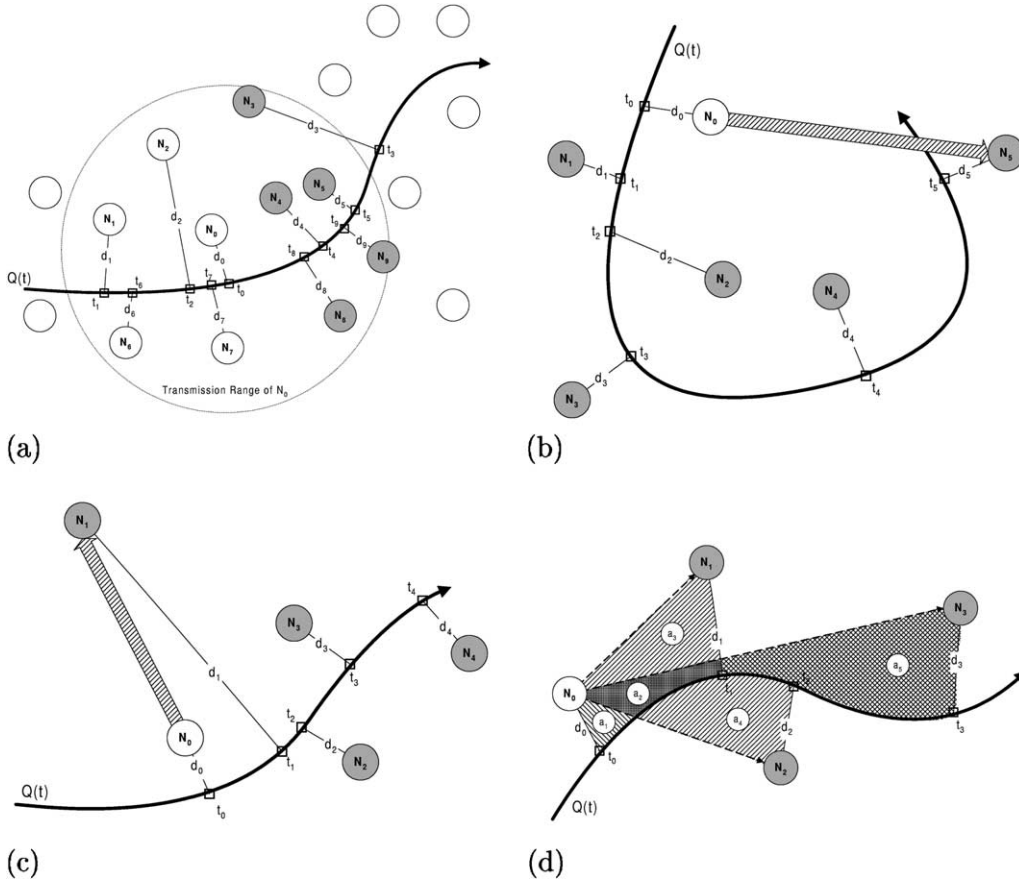 N₃
d₃
t₃
N₂
N₁
N₀
N₅
N₄
d₂
d₁
d₀
d₅
t₅
t₉
d₄
t₄
d₉
N₉
t₈
Q(t)
t₇
t₆
t₁
t₂
t₀
d₆
d₇
d₈
N₈
N₆
N₇
Transmission Range of N₀
(a)
Q(t)
t₀
d₀
N₀
N₁
N₅
d₁
t₁
d₅
t₅
t₂
d₂
N₂
N₄
d₄
t₃
d₃
t₄
N₃
(b)
N₁
t₄
N₃
d₃
d₄
N₄
t₃
d₁
t₂
N₀
d₂
N₂
d₀
t₁
Q(t)
t₀
(c)
N₁
N₃
a₃
d₁
d₃
a₅
N₀
a₂
t₁
t₂
a₁
a₄
d₀
d₂
t₀
t₃
N₂
Q(t)
(d)